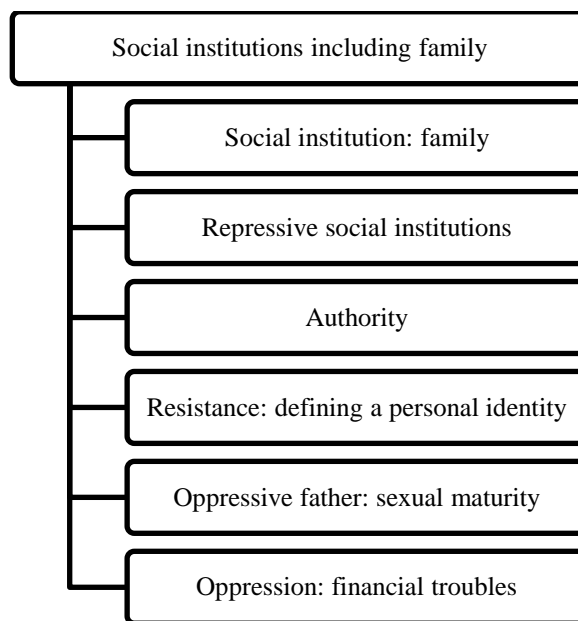 Social institutions including family
Social institution: family
Repressive social institutions
Authority
Resistance: defining a personal identity
Oppressive father: sexual maturity
Oppression: financial troubles